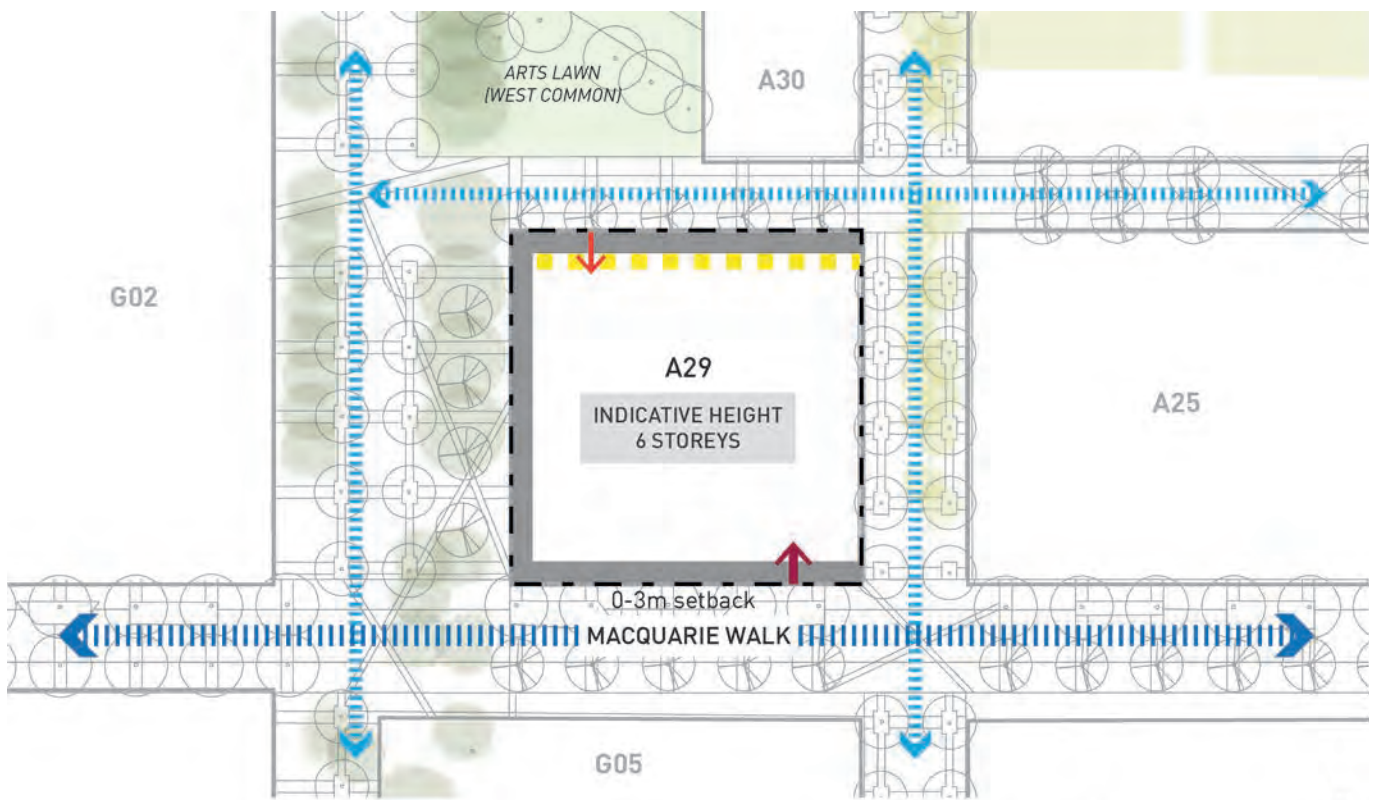 ARTS LAWN
(WEST COMMON)
A30
G02
A29
INDICATIVE HEIGHT
6 STOREYS
A25
0-3m setback
MACQUARIE WALK
G05